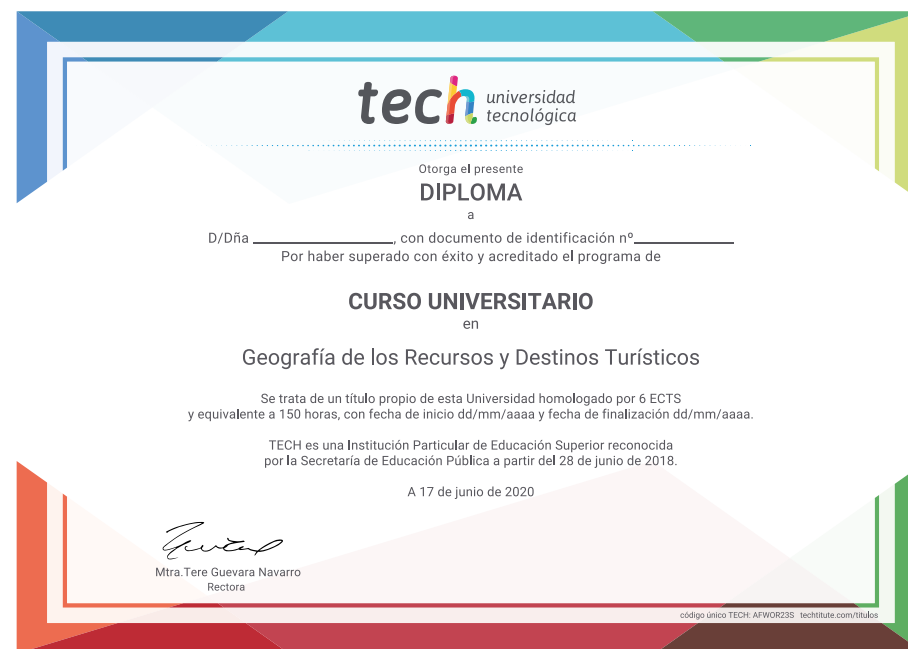 tech universidad
tecnológica
Otorga el presente
DIPLOMA
a
D/Dña ____________________, con documento de identificación nº______________
Por haber superado con éxito y acreditado el programa de
CURSO UNIVERSITARIO
en
Geografía de los Recursos y Destinos Turísticos
Se trata de un título propio de esta Universidad homologado por 6 ECTS
y equivalente a 150 horas, con fecha de inicio dd/mm/aaaa y fecha de finalización dd/mm/aaaa.
TECH es una Institución Particular de Educación Superior reconocida
por la Secretaría de Educación Pública a partir del 28 de junio de 2018.
A 17 de junio de 2020
Mtra.Tere Guevara Navarro
Rectora
código único TECH: AFWOR23S techtitute.com/titulos